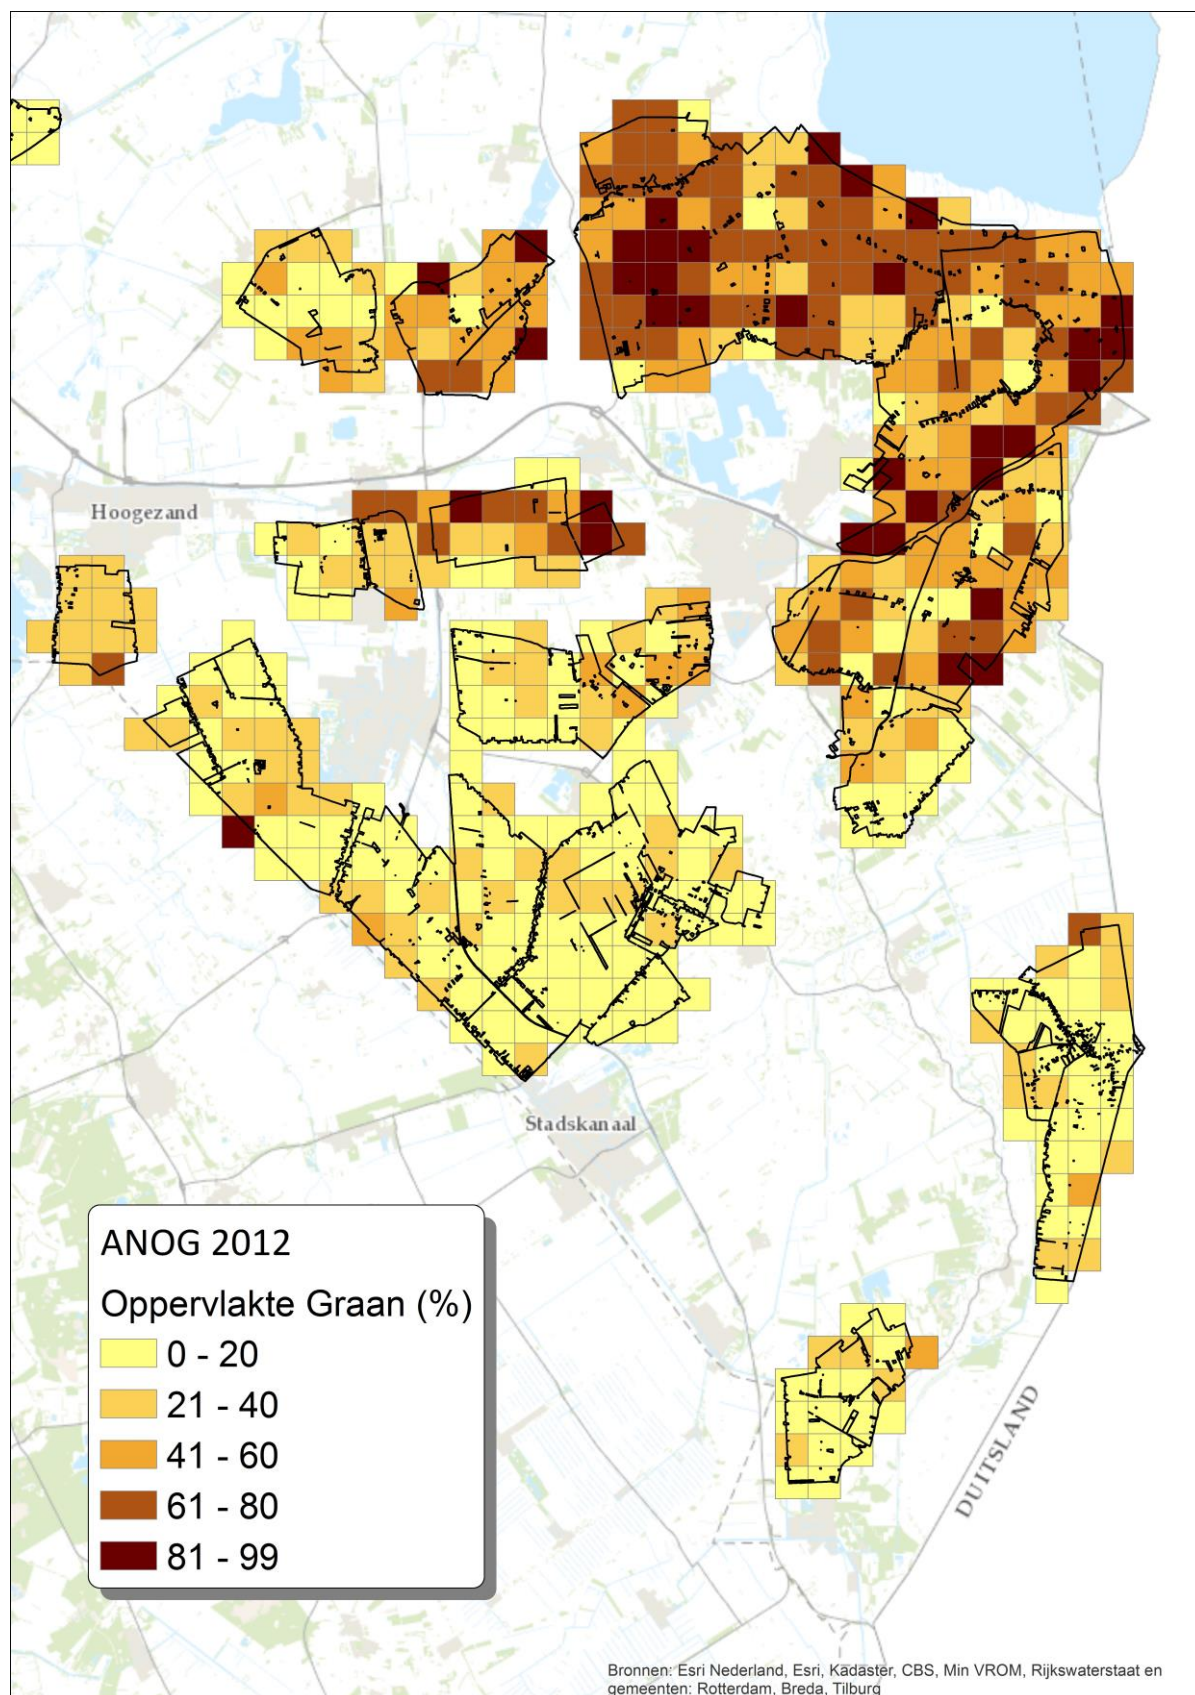 Hoogezand
Stadskanaal
DUITSLAND
ANOG 2012
Oppervlakte Graan (%)
0 - 20
21 - 40
41 - 60
61 - 80
81 - 99
Bronnen: Esri Nederland, Esri, Kadaster, CBS, Min VROM, Rijkswaterstaat en
gemeenten: Rotterdam, Breda, Tilburg